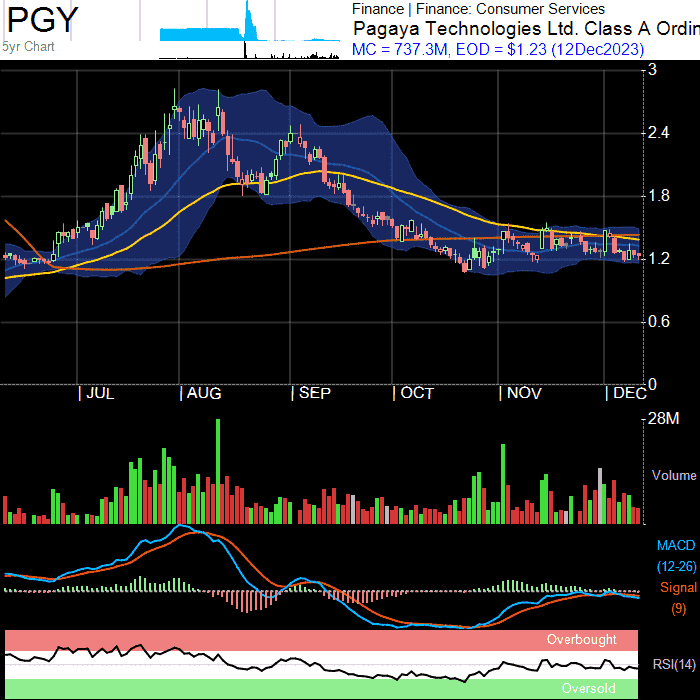 PGY
5yr Chart
Finance | Finance: Consumer Services
Pagaya Technologies Ltd. Class A Ordin
MC = 737.3M, EOD = $1.23 (12Dec2023)
3
2.4
1.8
1.2
0.6
0
| JUL | AUG | SEP | OCT | NOV | DEC
28M
Volume
MACD
(12-26)
Signal
(9)
Overbought
RSI(14)
Oversold